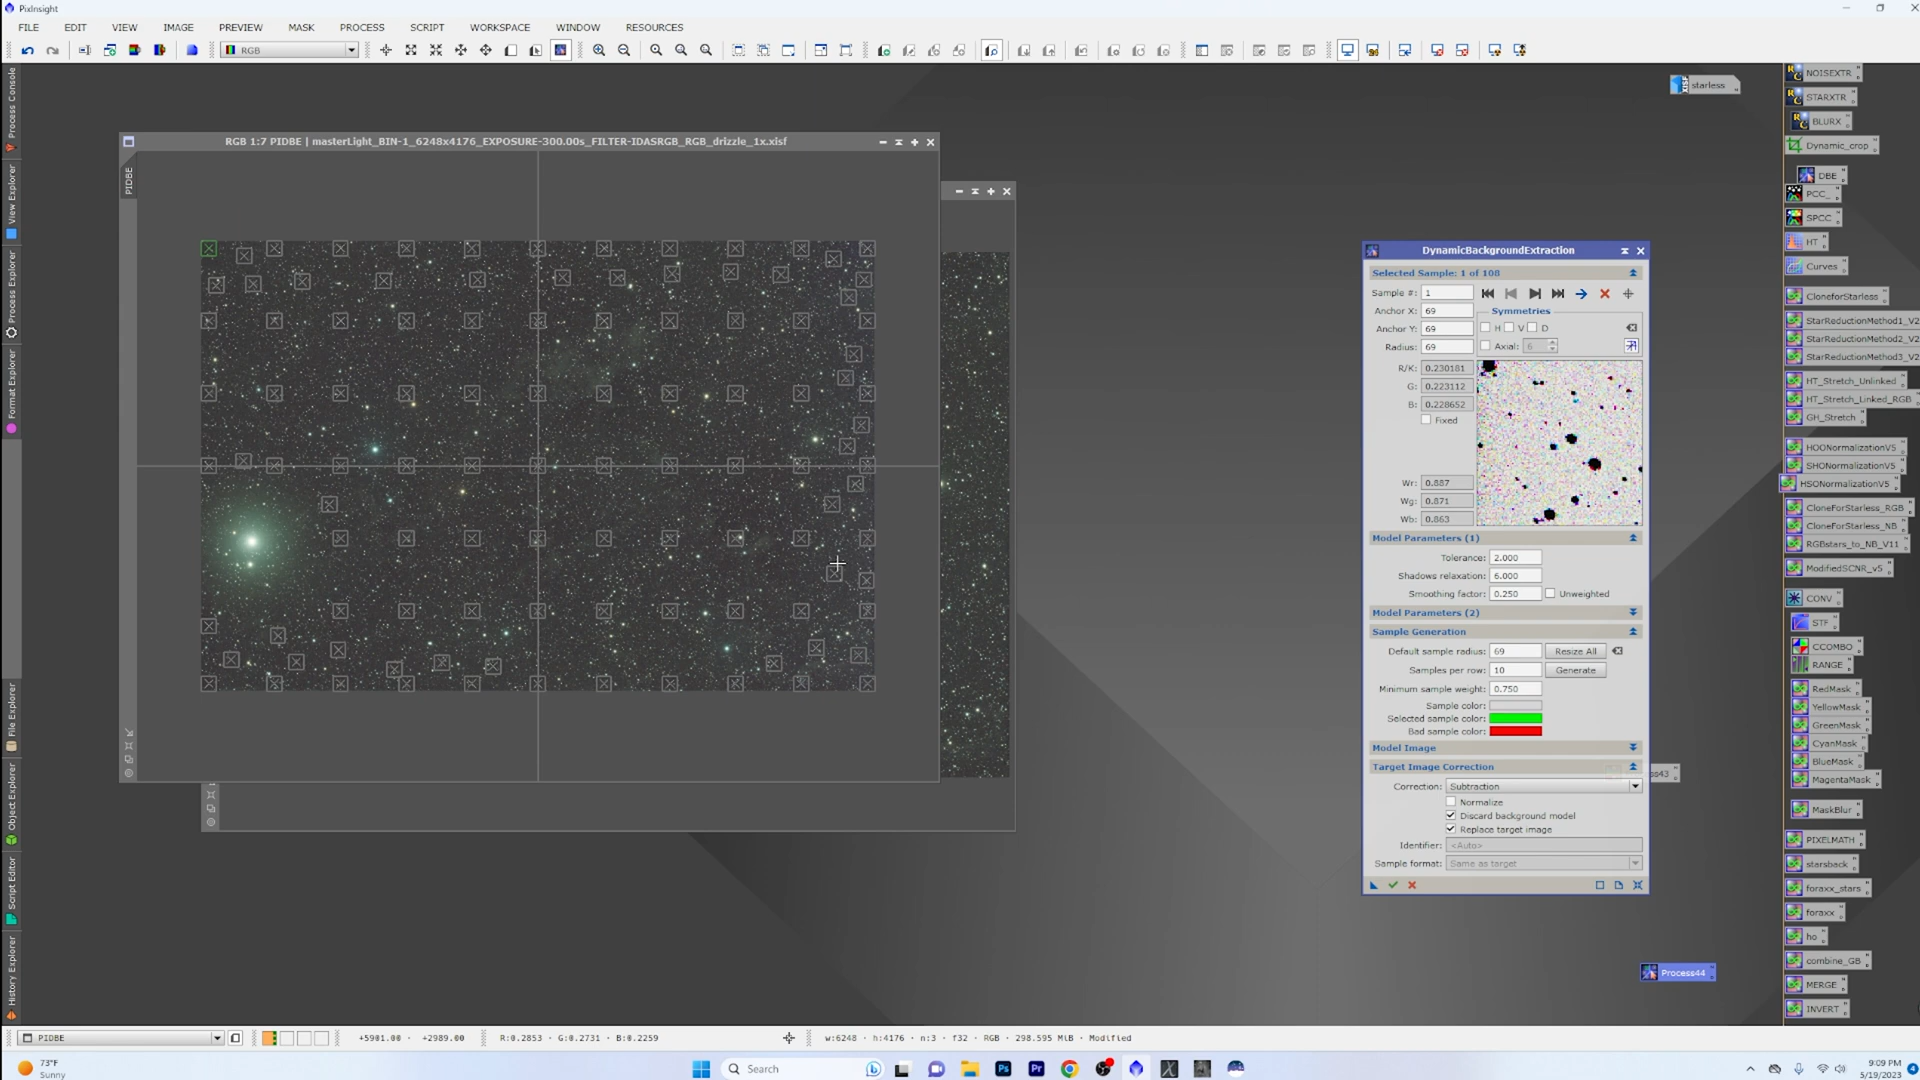 PixInsight
FILE EDIT VIEW IMAGE PROCESS PREVIEW MASK PROCESS SCRIPT WORKSPACE WINDOW RESOURCES
RGB
Process Console
View Explorer
Process Explorer
Format Explorer
File Explorer
Object Explorer
Script Editor
History Explorer
RGB 1:7 PIDBE | masterLight_BIN-1_6248x4176_EXPOSURE-300.00s_FILTER-IDASRGB_RGB_drizzle_1x.xisf
PIDBE
starless
DynamicBackgroundExtraction
Selected Sample: 1 of 108
Sample #: 1
Anchor X: 69
Symmetries
Anchor Y: 69
H V D
Radius: 69
Axial: 6
R/K: 0.230181
G: 0.223112
B: 0.228652
Fixed
Wr: 0.887
Wg: 0.871
Wb: 0.863
Model Parameters (1)
Tolerance: 2.000
Shadows relaxation: 6.000
Smoothing factor: 0.250 Unweighted
Model Parameters (2)
Sample Generation
Default sample radius: 69 Resize All
Samples per row: 10 Generate
Minimum sample weight: 0.750
Sample color:
Selected sample color:
Bad sample color:
Model Image
Target Image Correction
Correction: Subtraction
Normalize
Discard background model
Replace target image
Identifier: <Auto>
Sample format: Same as target
ss43
Process44
NOISEXTR
STARXTR
BLURX
Dynamic_crop
DBE
PCC_
SPCC
HT
Curves
CloneforStarless
StarReductionMethod1_V2
StarReductionMethod2_V2
StarReductionMethod3_V2
HT_Stretch_Unlinked
HT_Stretch_Linked_RGB
GH_Stretch
HOONormalizationV5
SHONormalizationV5
HSONormalizationV5
CloneForStarless_RGB
CloneForStarless_NB
RGBstars_to_NB_V11
ModifiedSCNR_v5
CONV
STF
CCOMBO
RANGE
RedMask
YellowMask
GreenMask
CyanMask
BlueMask
MagentaMask
MaskBlur
PIXELMATH
starsback
foraxx_stars
foraxx
ho
combine_GB
MERGE
INVERT
PIDBE
+5901.00 · +2989.00
R:0.2853 · G:0.2731 · B:0.2259
w:6248 · h:4176 · n:3 · f32 · RGB · 298.595 MiB · Modified
73°F
Sunny
Search
9:09 PM
5/19/2023
4